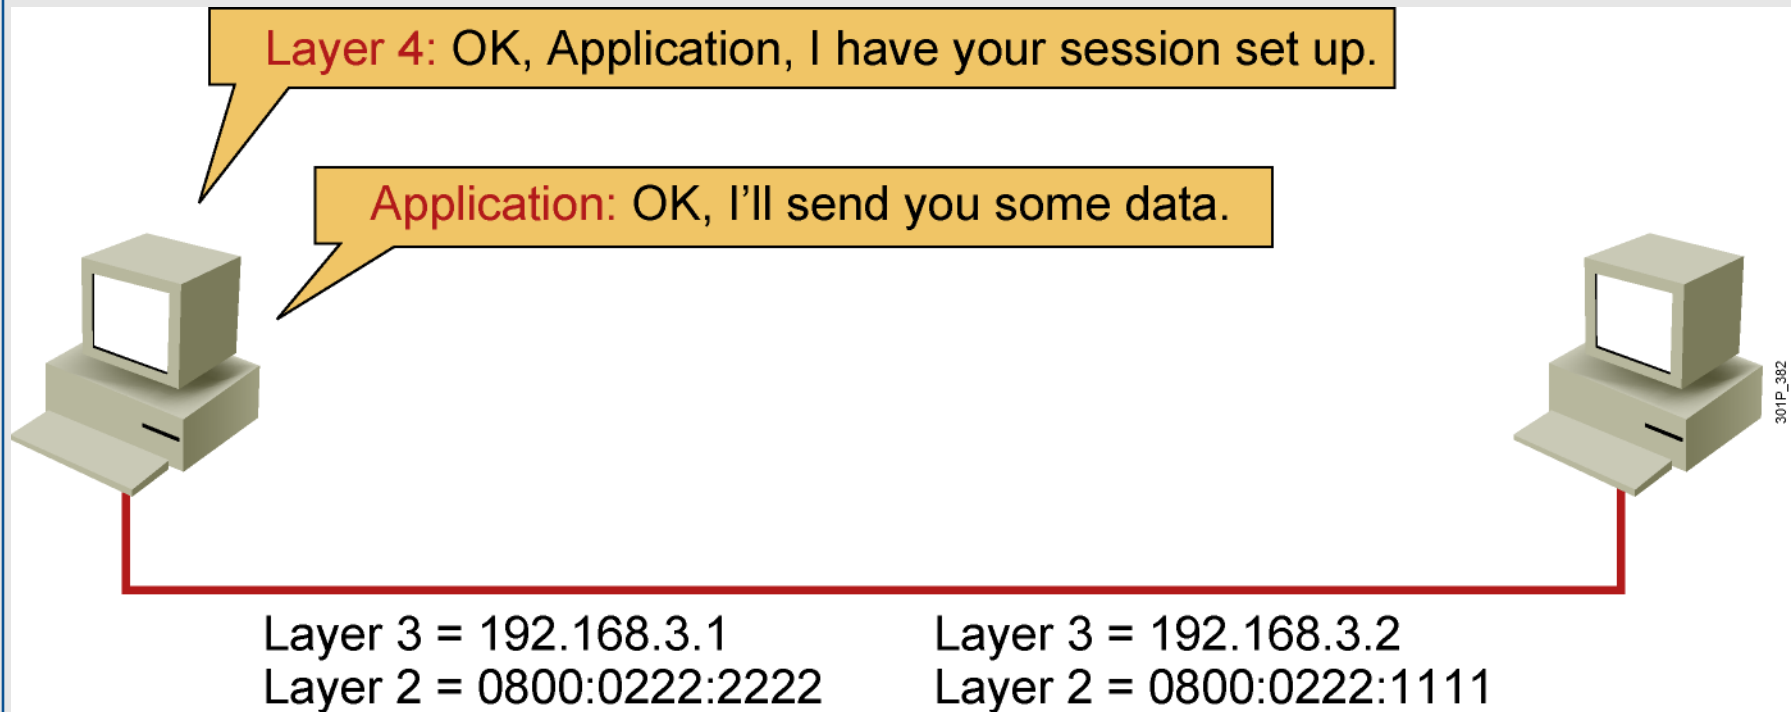 Layer 4: OK, Application, I have your session set up.
Application: OK, I'll send you some data.
301P_382
Layer 3 = 192.168.3.1
Layer 2 = 0800:0222:2222
Layer 3 = 192.168.3.2
Layer 2 = 0800:0222:1111